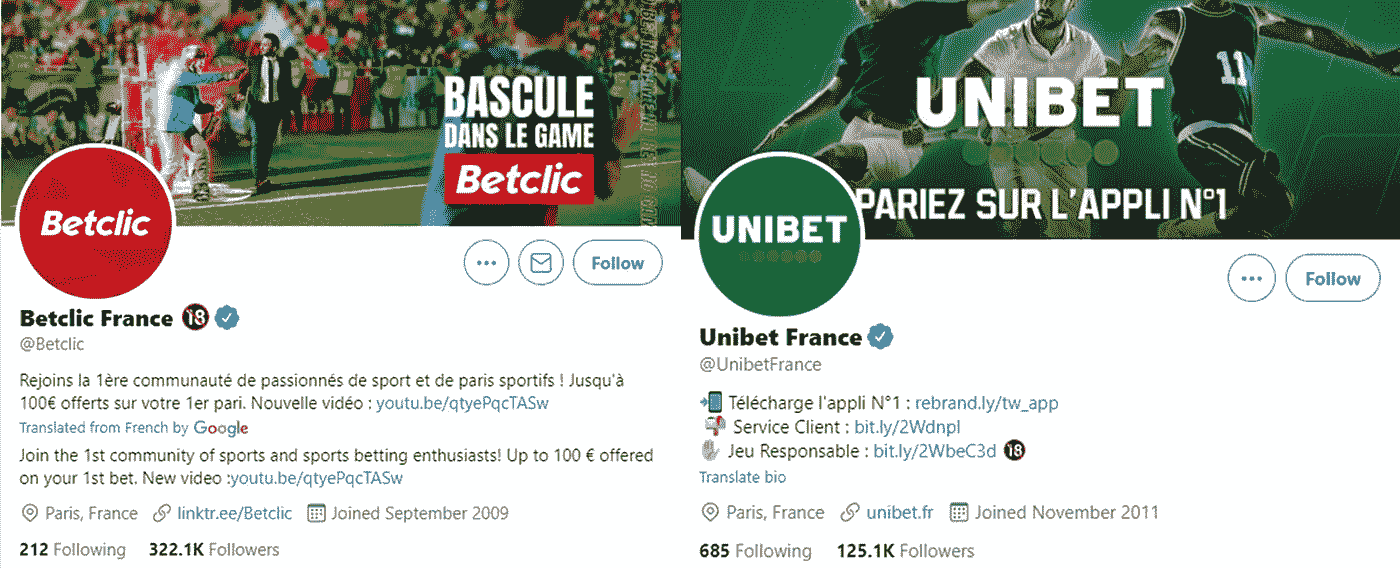 BASCULE
DANS LE GAME
Betclic
Betclic
Follow
Betclic France 🔞
@Betclic
Rejoins la 1ère communauté de passionnés de sport et de paris sportifs ! Jusqu'à
100€ offerts sur votre 1er pari. Nouvelle vidéo : youtu.be/qtyePqcTASw
Translated from French by Google
Join the 1st community of sports and sports betting enthusiasts! Up to 100 € offered
on your 1st bet. New video :youtu.be/qtyePqcTASw
Paris, France linktr.ee/Betclic Joined September 2009
212 Following 322.1K Followers
11
UNIBET
PARIEZ SUR L'APPLI N°1
UNIBET
Follow
Unibet France
@UnibetFrance
Télécharge l'appli N°1 : rebrand.ly/tw_app
Service Client : bit.ly/2Wdnpl
Jeu Responsable : bit.ly/2WbeC3d 🔞
Translate bio
Paris, France unibet.fr Joined November 2011
685 Following 125.1K Followers